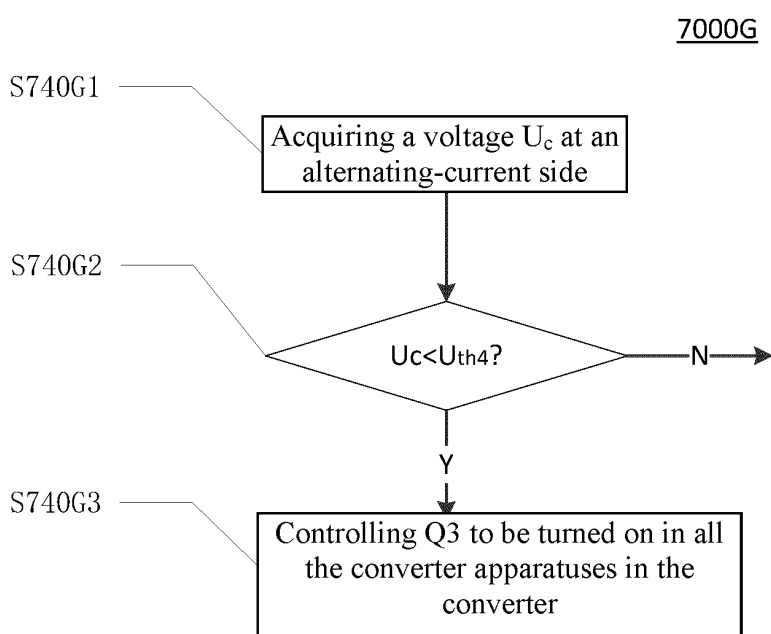 7000G
S740G1
Acquiring a voltage Uc at an
alternating-current side
S740G2
Uc<Uth4?
N
Y
S740G3
Controlling Q3 to be turned on in all
the converter apparatuses in the
converter